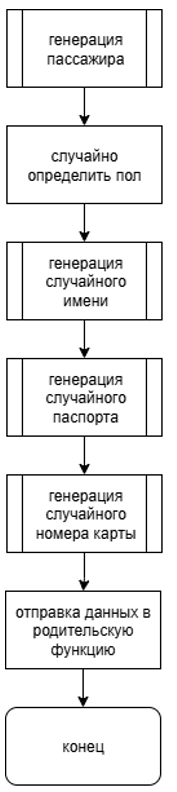 генерация
пассажира
случайно
определить пол
генерация
случайного
имени
генерация
случайного
паспорта
генерация
случайного
номера карты
отправка данных в
родительскую
функцию
конец